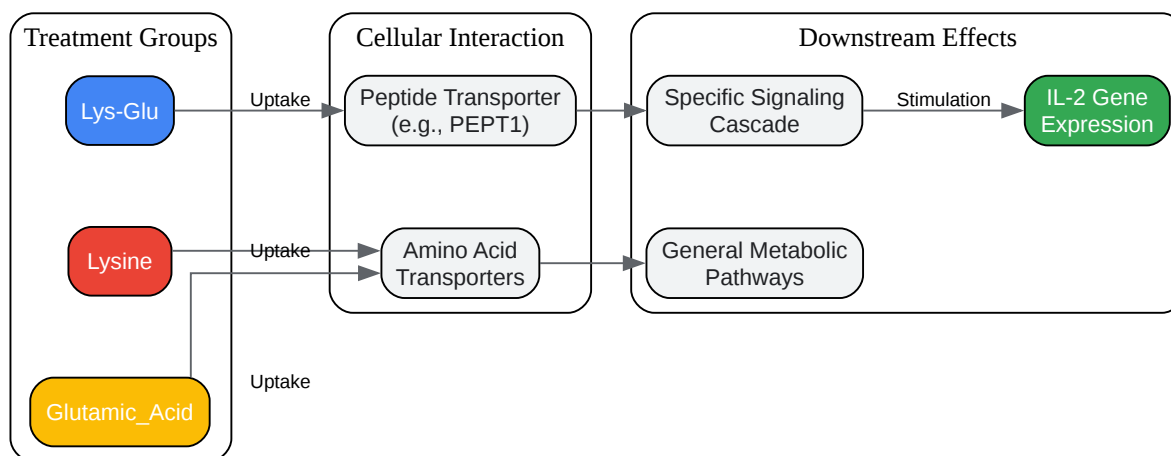 Treatment Groups
Cellular Interaction
Downstream Effects
Lys-Glu
Uptake
Peptide Transporter
(e.g., PEPT1)
Specific Signaling
Cascade
Stimulation
IL-2 Gene
Expression
Lysine
Uptake
Amino Acid
Transporters
General Metabolic
Pathways
Uptake
Glutamic_Acid